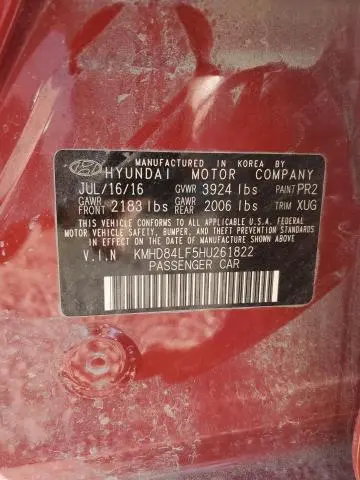 MANUFACTURED IN KOREA BY
HYUNDAI MOTOR COMPANY
JUL/16/16 GVWR 3924 lbs PAINT PR2
GAWR FRONT 2183 lbs GAWR REAR 2006 lbs TRIM XUG
THIS VEHICLE CONFORMS TO ALL APPLICABLE U.S.A. FEDERAL
MOTOR VEHICLE SAFETY, BUMPER, AND THEFT PREVENTION
STANDARDS IN EFFECT ON THE DATE OF MANUFACTURE SHOWN ABOVE.
V.I.N KMHD84LF5HU261822
PASSENGER CAR